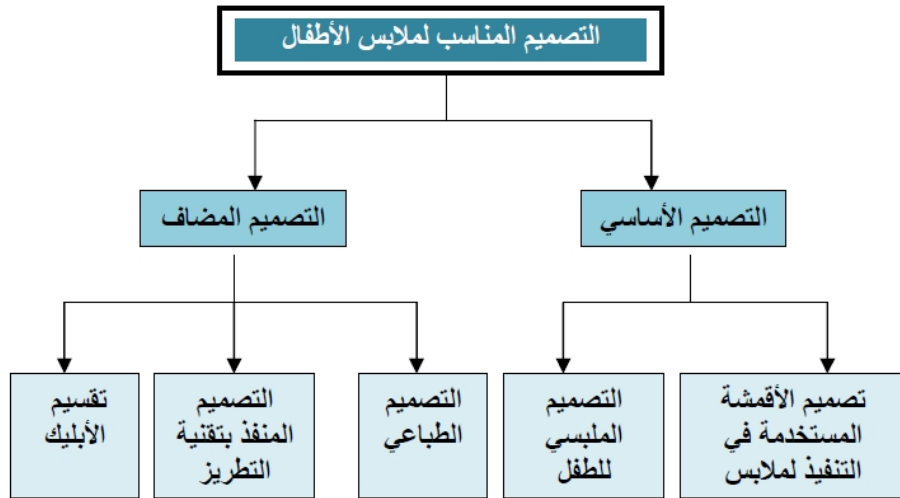 التصميم المناسب لملابس الأطفال
التصميم الأساسي
التصميم المضاف
تصميم الأقمشة
المستخدمة في
التنفيذ لملابس
التصميم
الملبسي
للطفل
التصميم
الطباعي
التصميم
المنفذ بتقنية
التطريز
تقسيم
الأبليك